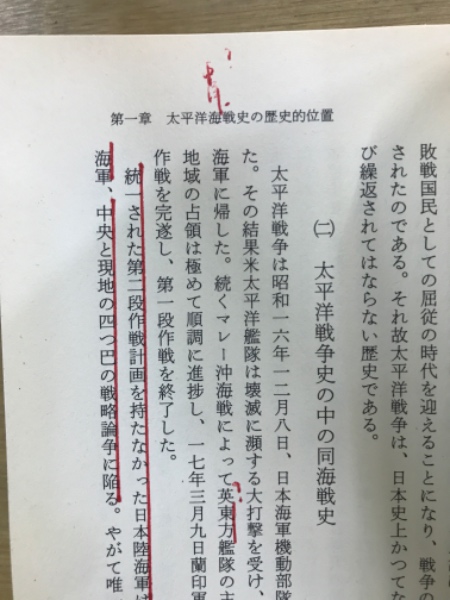 第一章　太平洋海戦史の歴史的位置
敗戦国民としての屈従の時代を迎えることになり、戦争の
されたのである。それ故太平洋戦争は、日本史上かつてな
び繰返されてはならない歴史である。
㈡　太平洋戦争史の中の同海戦史
太平洋戦争は昭和一六年一二月八日、日本海軍機動部隊
た。その結果米太平洋艦隊は壊滅に瀕する大打撃を受け、
海軍に帰した。続くマレー沖海戦によって英東方艦隊の主
地域の占領は極めて順調に進捗し、一七年三月九日蘭印軍
作戦を完遂し、第一段作戦を終了した。
統一された第二段作戦計画を持たなかった日本陸海軍は
海軍、中央と現地の四つ巴の戦略論争に陥る。やがて唯